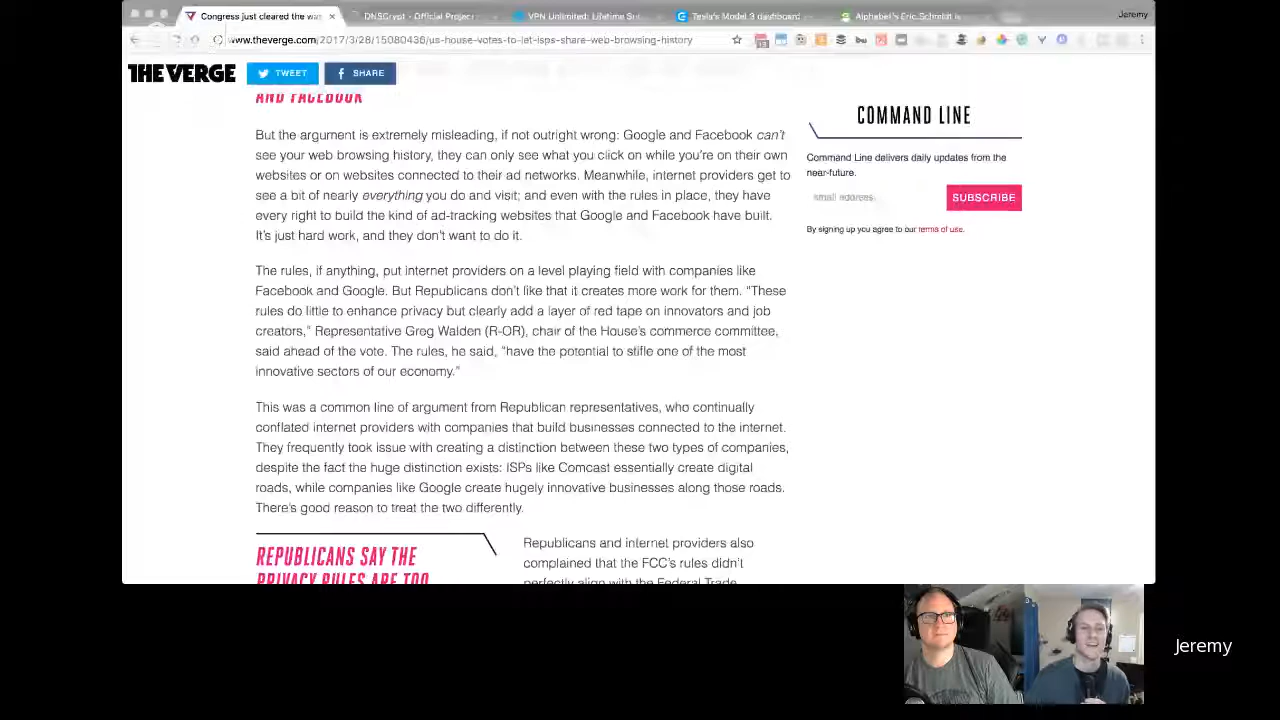 Congress just cleared the wa
DNSCrypt - Official Project
VPN Unlimited: Lifetime Su
Tesla's Model 3 dashboard
Alphabet's Eric Schmidt is
Jeremy
www.theverge.com/2017/3/28/15080436/us-house-votes-to-let-isps-share-web-browsing-history
THE VERGE
TWEET
SHARE
AND FACEBOOK
But the argument is extremely misleading, if not outright wrong: Google and Facebook can't
see your web browsing history, they can only see what you click on while you're on their own
websites or on websites connected to their ad networks. Meanwhile, internet providers get to
see a bit of nearly everything you do and visit; and even with the rules in place, they have
every right to build the kind of ad-tracking websites that Google and Facebook have built.
It's just hard work, and they don't want to do it.
The rules, if anything, put internet providers on a level playing field with companies like
Facebook and Google. But Republicans don't like that it creates more work for them. "These
rules do little to enhance privacy but clearly add a layer of red tape on innovators and job
creators," Representative Greg Walden (R-OR), chair of the House's commerce committee,
said ahead of the vote. The rules, he said, "have the potential to stifle one of the most
innovative sectors of our economy."
This was a common line of argument from Republican representatives, who continually
conflated internet providers with companies that build businesses connected to the internet.
They frequently took issue with creating a distinction between these two types of companies,
despite the fact the huge distinction exists: ISPs like Comcast essentially create digital
roads, while companies like Google create hugely innovative businesses along those roads.
There's good reason to treat the two differently.
REPUBLICANS SAY THE
PRIVACY RULES ARE TOO
Republicans and internet providers also
complained that the FCC's rules didn't
perfectly align with the Federal Trade
COMMAND LINE
Command Line delivers daily updates from the
near-future.
email address
SUBSCRIBE
By signing up you agree to our terms of use.
Jeremy